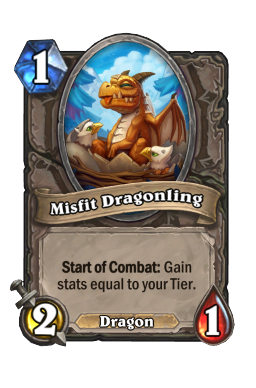 1
Misfit Dragonling
Start of Combat: Gain
stats equal to your Tier.
2
Dragon
1